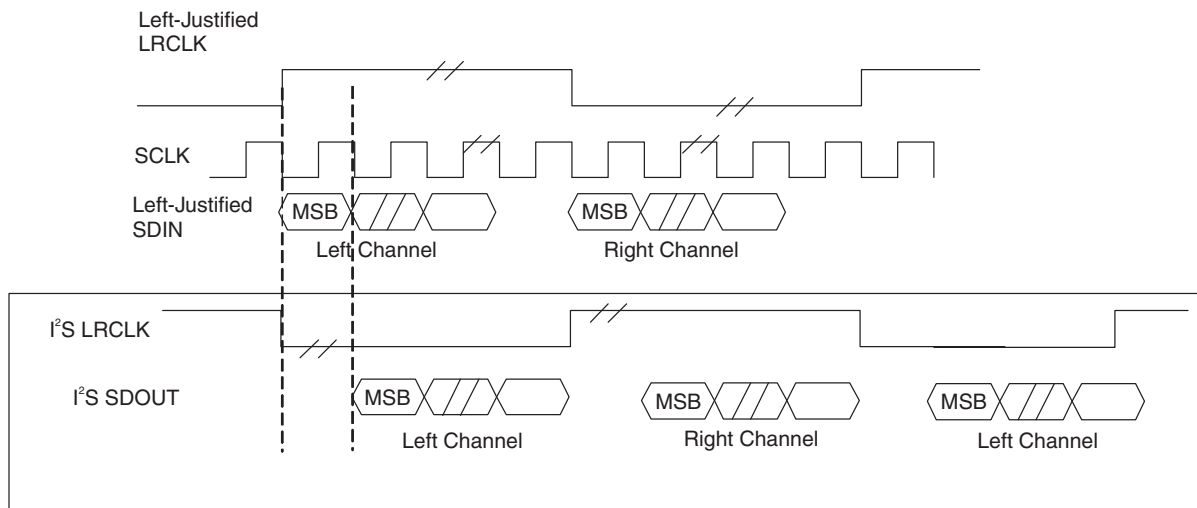 Left-Justified
LRCLK
SCLK
Left-Justified
SDIN
MSB
MSB
Left Channel
Right Channel
I²S LRCLK
I²S SDOUT
MSB
MSB
MSB
Left Channel
Right Channel
Left Channel